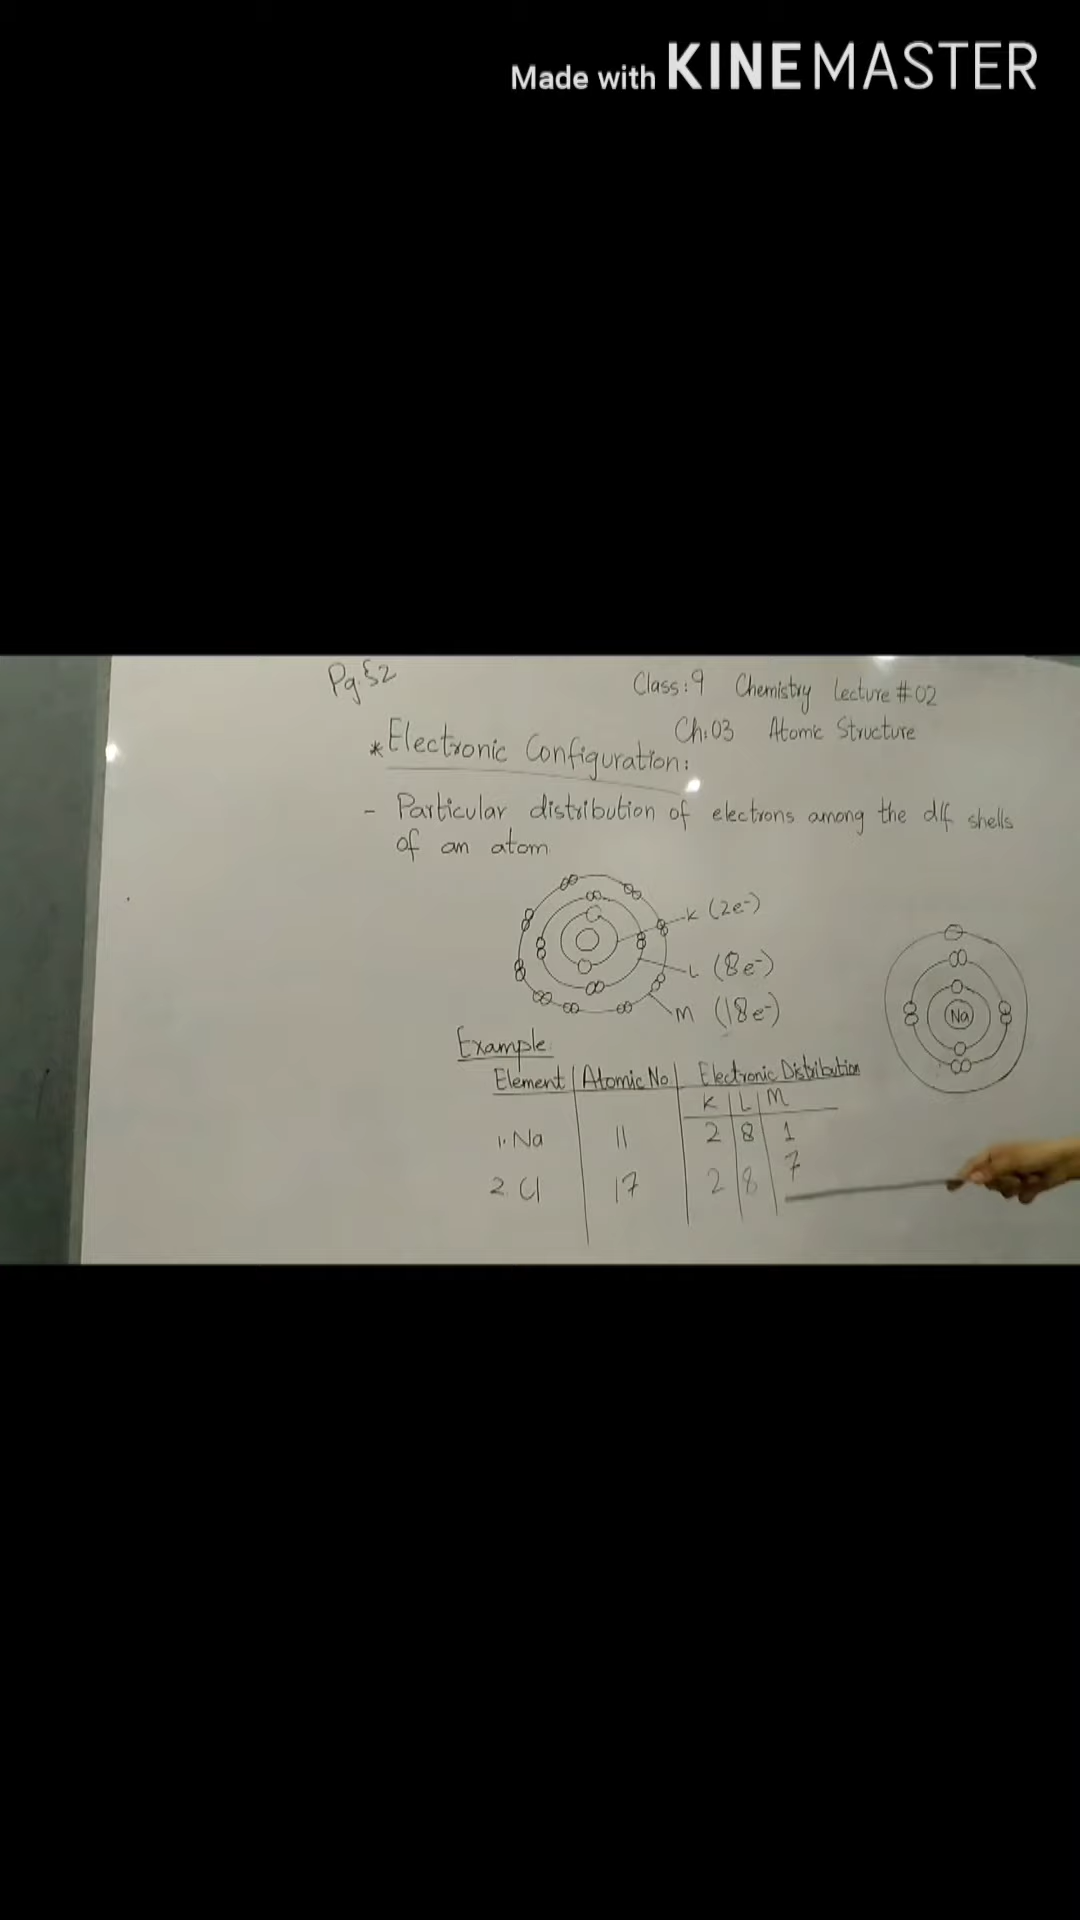 Made with KINEMASTER
Pg.52
Class:9 Chemistry Lecture #02
Ch:03 Atomic Structure
*Electronic Configuration:
- Particular distribution of electrons among the dif shells
of an atom
K (2e-)
L (8e-)
M (18e-)
Na
Example:
Element Atomic No. Electronic Distribution
K L M
1. Na 11 2 8 1
2. Cl 17 2 8 7